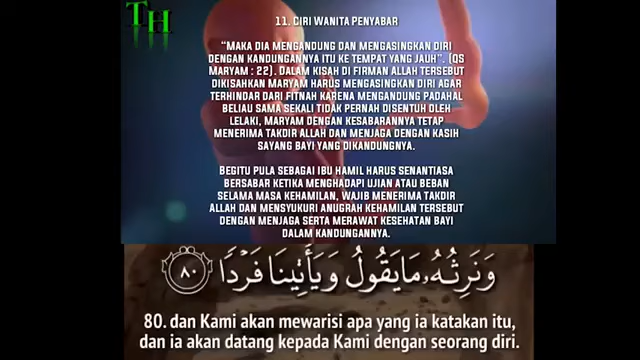 TH
11. CIRI WANITA PENYABAR
“MAKA DIA MENGANDUNG DAN MENGASINGKAN DIRI
DENGAN KANDUNGANNYA ITU KE TEMPAT YANG JAUH”. (QS
MARYAM : 22). DALAM KISAH DI FIRMAN ALLAH TERSEBUT
DIKISAHKAN MARYAM HARUS MENGASINGKAN DIRI AGAR
TERHINDAR DARI FITNAH KARENA MENGANDUNG PADAHAL
BELIAU SAMA SEKALI TIDAK PERNAH DISENTUH OLEH
LELAKI, MARYAM DENGAN KESABARANNYA TETAP
MENERIMA TAKDIR ALLAH DAN MENJAGA DENGAN KASIH
SAYANG BAYI YANG DIKANDUNGNYA.
BEGITU PULA SEBAGAI IBU HAMIL HARUS SENANTIASA
BERSABAR KETIKA MENGHADAPI UJIAN ATAU BEBAN
SELAMA MASA KEHAMILAN, WAJIB MENERIMA TAKDIR
ALLAH DAN MENSYUKURI ANUGRAH KEHAMILAN TERSEBUT
DENGAN MENJAGA SERTA MERAWAT KESEHATAN BAYI
DALAM KANDUNGANNYA.
وَنَرِثُهُۥ مَا يَقُولُ وَيَأْتِينَا فَرْدًا ٨٠
80. dan Kami akan mewarisi apa yang ia katakan itu,
dan ia akan datang kepada Kami dengan seorang diri.